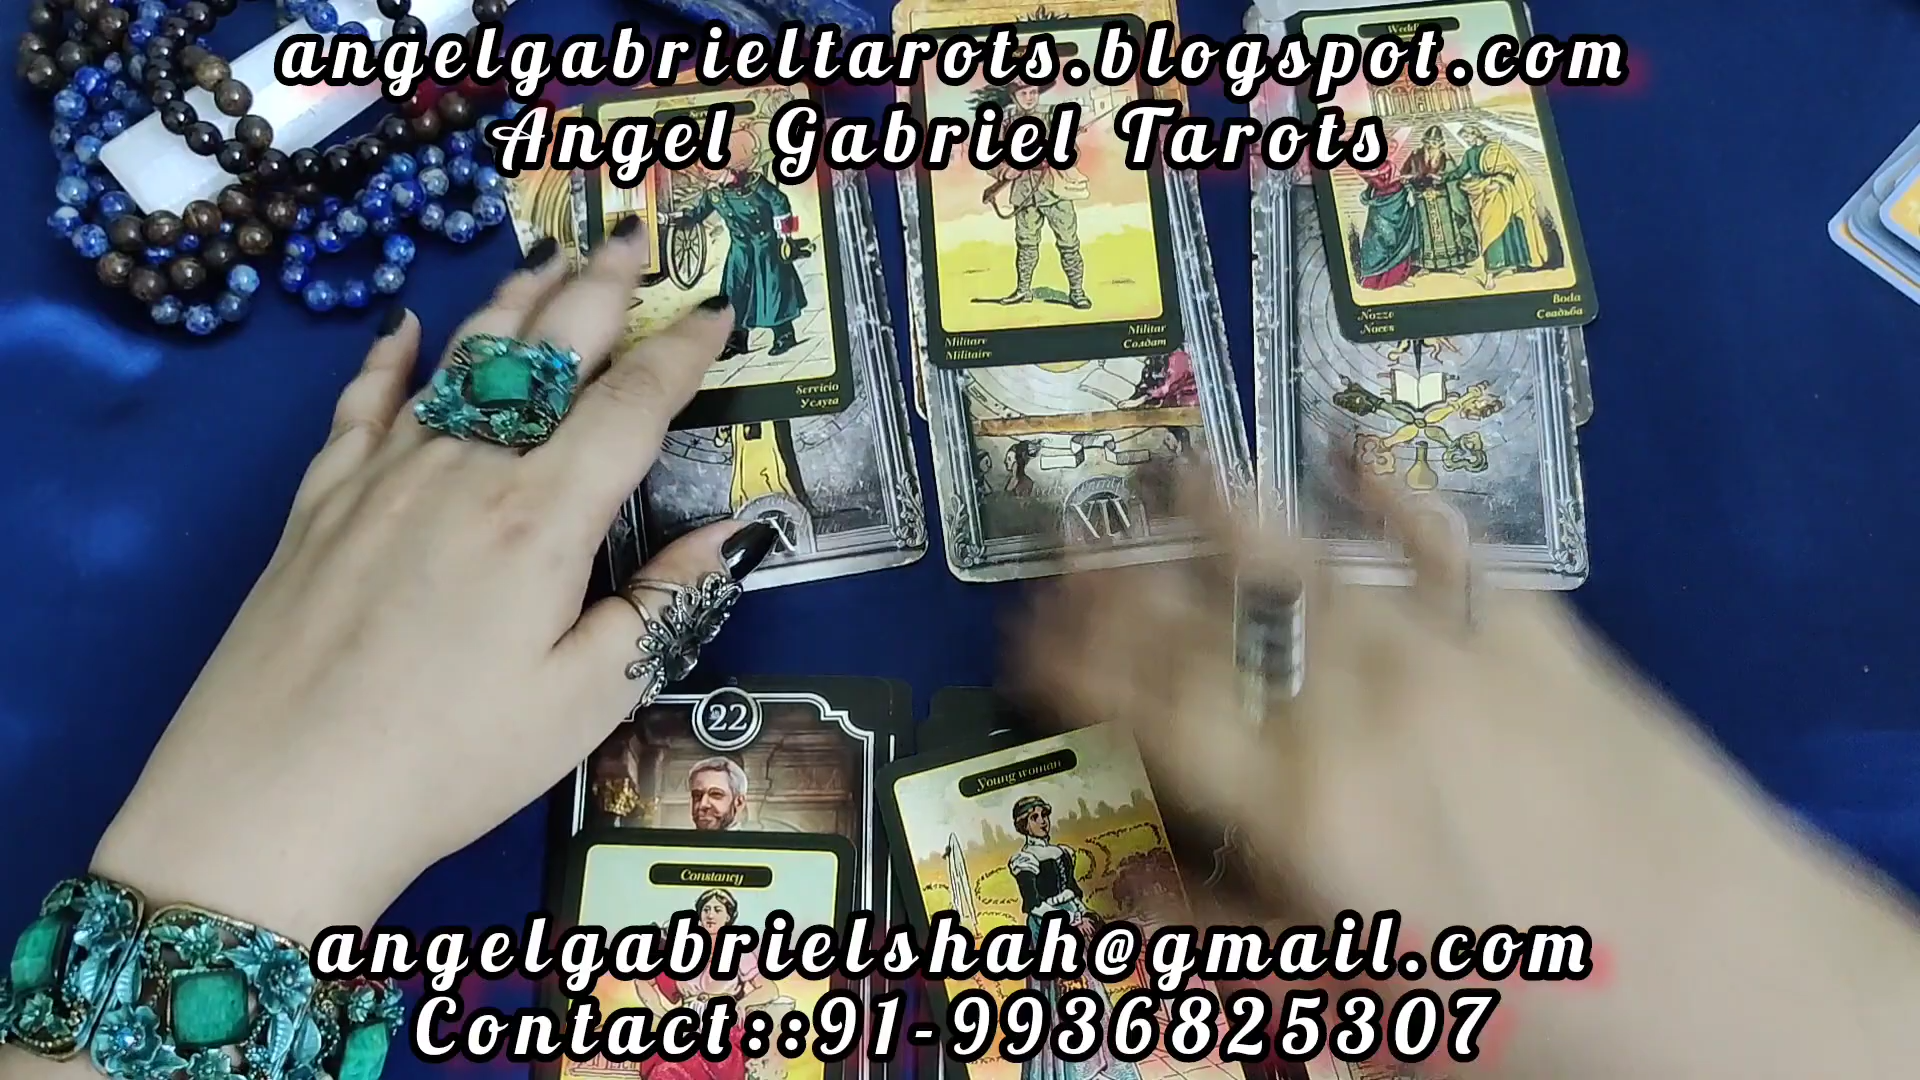 angelgabrieltarots.blogspot.com
Angel Gabriel Tarots
Servicio
Услуга
Militare
Militaire
Militar
Солдат
Nozze
Noces
Boda
Свадьба
XIV
22
Constancy
Young woman
angelgabrielshah@gmail.com
Contact::91-9936825307